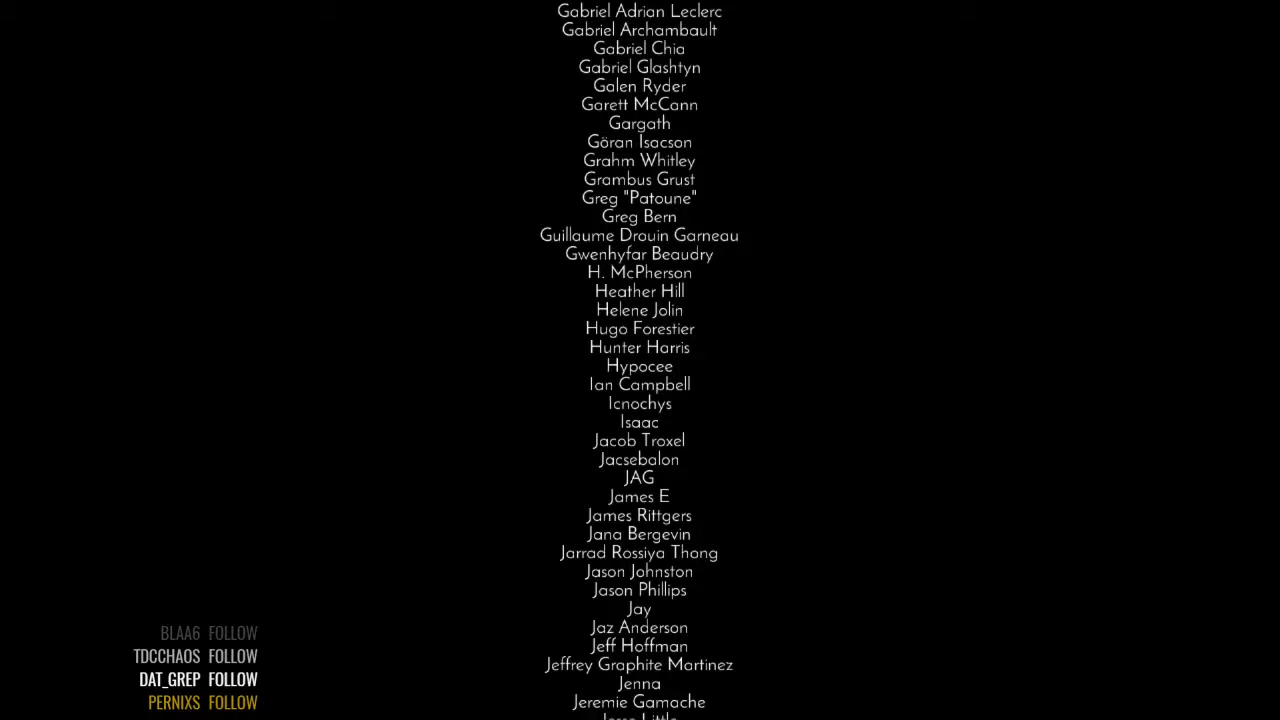 Gabriel Adrian Leclerc
Gabriel Archambault
Gabriel Chia
Gabriel Glashtyn
Galen Ryder
Garett McCann
Gargath
Göran Isacson
Grahm Whitley
Grambus Grust
Greg "Patoune"
Greg Bern
Guillaume Drouin Garneau
Gwenhyfar Beaudry
H. McPherson
Heather Hill
Helene Jolin
Hugo Forestier
Hunter Harris
Hypocee
Ian Campbell
Icnochys
Isaac
Jacob Troxel
Jacsebalon
JAG
James E
James Rittgers
Jana Bergevin
Jarrad Rossiya Thong
Jason Johnston
Jason Phillips
Jay
Jaz Anderson
Jeff Hoffman
Jeffrey Graphite Martinez
Jenna
Jeremie Gamache
BLAA6 FOLLOW
TDCCHAOS FOLLOW
DAT_GREP FOLLOW
PERNIXS FOLLOW